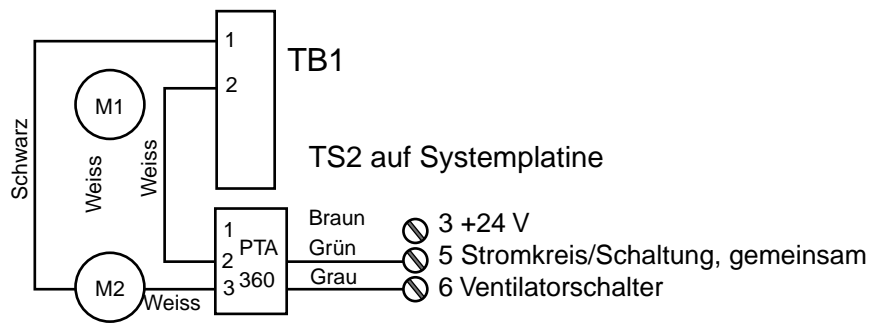 1
TB1
2
M1
Schwarz
Weiss
Weiss
TS2 auf Systemplatine
1
2
3
PTA
360
Braun
Grün
Grau
3 +24 V
5 Stromkreis/Schaltung, gemeinsam
6 Ventilatorschalter
M2
Weiss